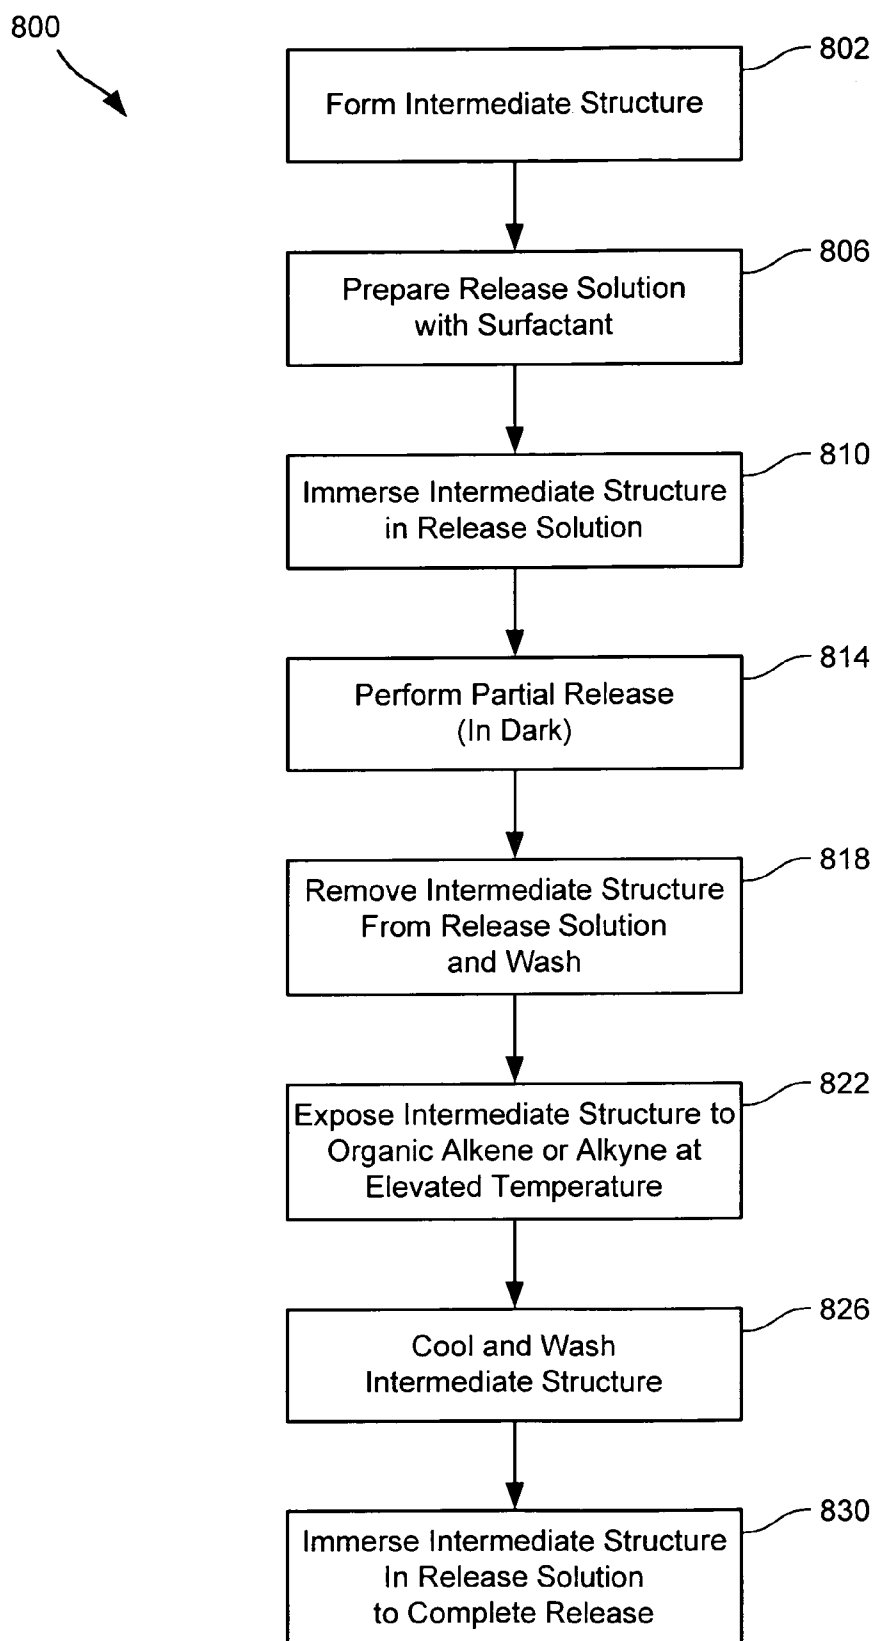 800
802
Form Intermediate Structure
806
Prepare Release Solution
with Surfactant
810
Immerse Intermediate Structure
in Release Solution
814
Perform Partial Release
(In Dark)
818
Remove Intermediate Structure
From Release Solution
and Wash
822
Expose Intermediate Structure to
Organic Alkene or Alkyne at
Elevated Temperature
826
Cool and Wash
Intermediate Structure
830
Immerse Intermediate Structure
In Release Solution
to Complete Release